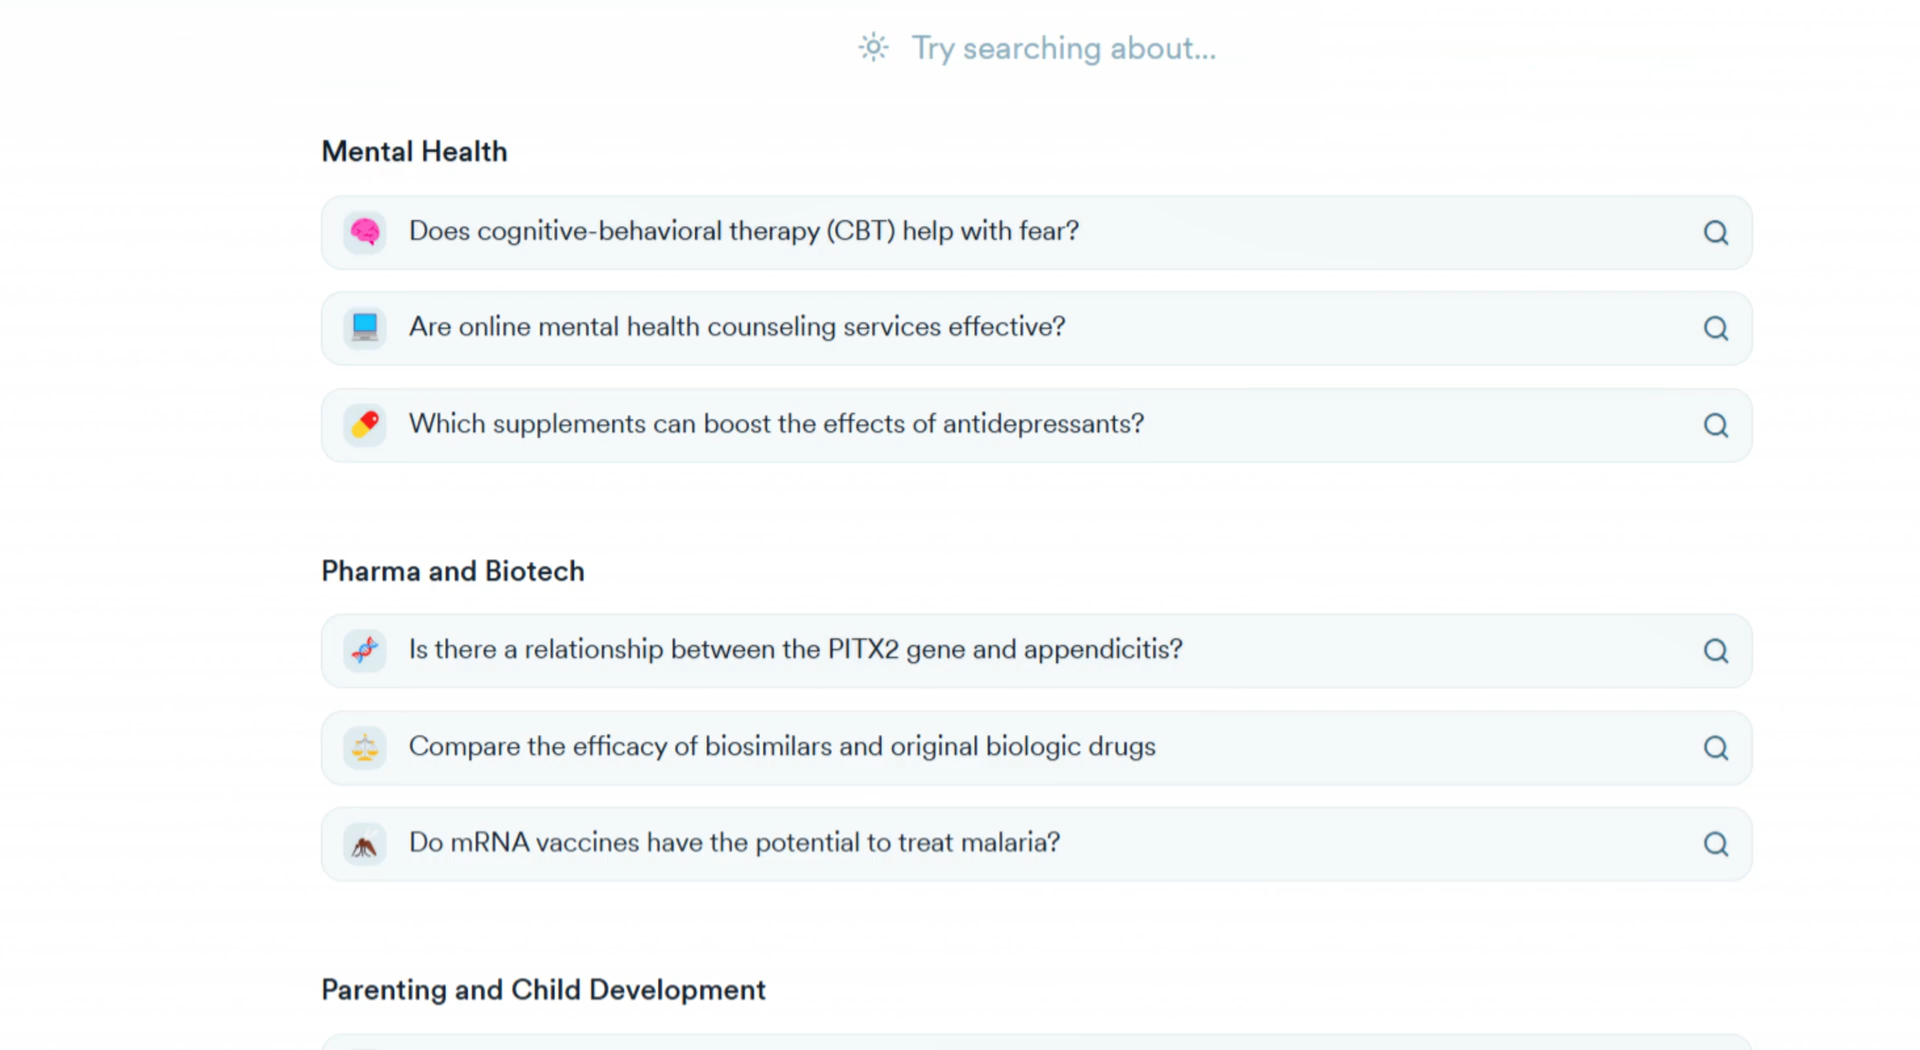 Try searching about...
Mental Health
Does cognitive-behavioral therapy (CBT) help with fear?
Are online mental health counseling services effective?
Which supplements can boost the effects of antidepressants?
Pharma and Biotech
Is there a relationship between the PITX2 gene and appendicitis?
Compare the efficacy of biosimilars and original biologic drugs
Do mRNA vaccines have the potential to treat malaria?
Parenting and Child Development